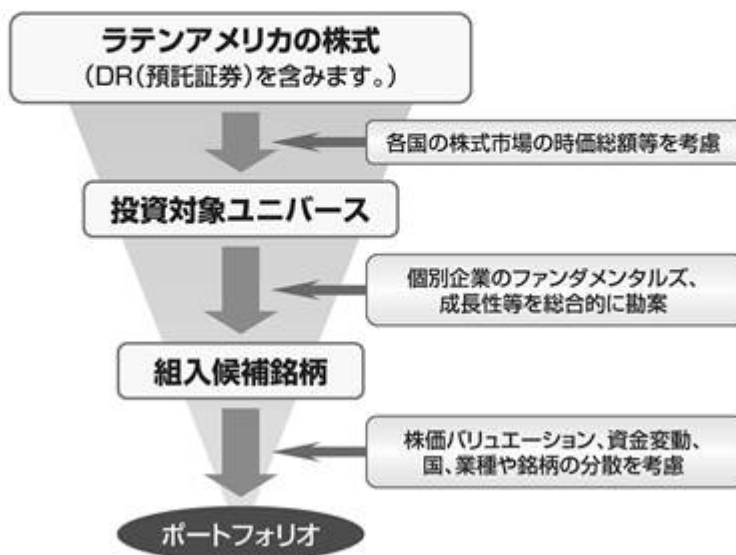 ラテンアメリカの株式
（DR（預託証券）を含みます。）
各国の株式市場の時価総額等を考慮
投資対象ユニバース
個別企業のファンダメンタルズ、
成長性等を総合的に勘案
組入候補銘柄
株価バリュエーション、資金変動、
国、業種や銘柄の分散を考慮
ポートフォリオ